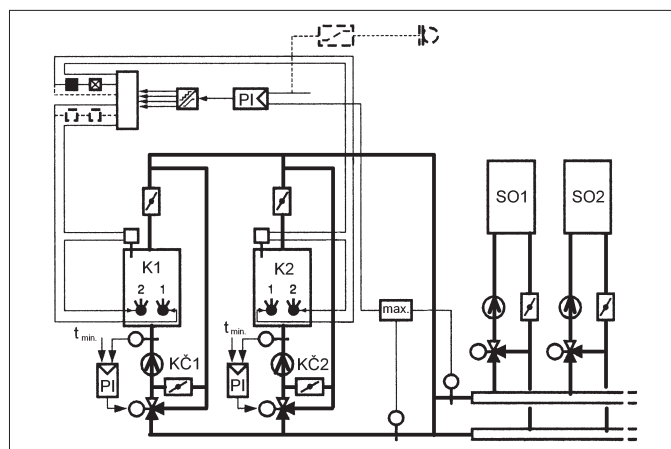 PI
SO1
SO2
K1
K2
2 1
1 2
max.
t min.
t min.
KČ1
KČ2
PI
PI